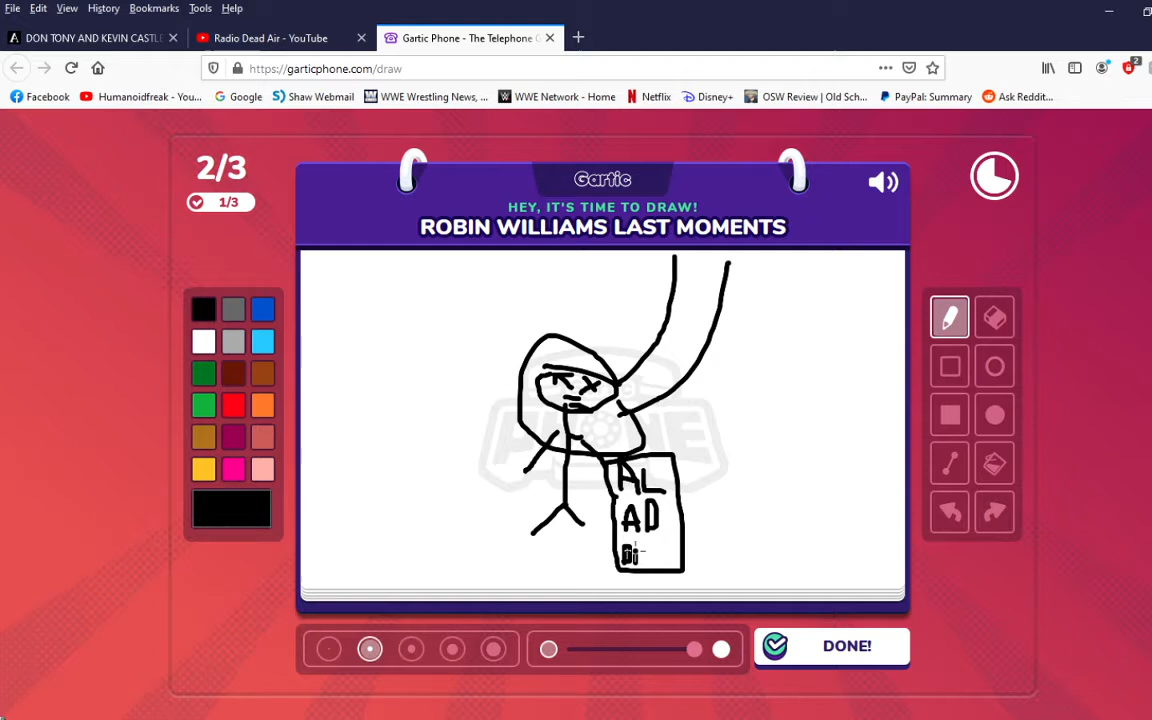 File Edit View History Bookmarks Tools Help
DON TONY AND KEVIN CASTLE
Radio Dead Air - YouTube
Gartic Phone - The Telephone G
https://garticphone.com/draw
2
Facebook Humanoidfreak - You... Google Shaw Webmail WWE Wrestling News, ... WWE Network - Home Netflix Disney+ OSW Review | Old Sch... PayPal: Summary Ask Reddit...
2/3
1/3
Gartic
HEY, IT'S TIME TO DRAW!
ROBIN WILLIAMS LAST MOMENTS
PHONE
AL
AD
DONE!